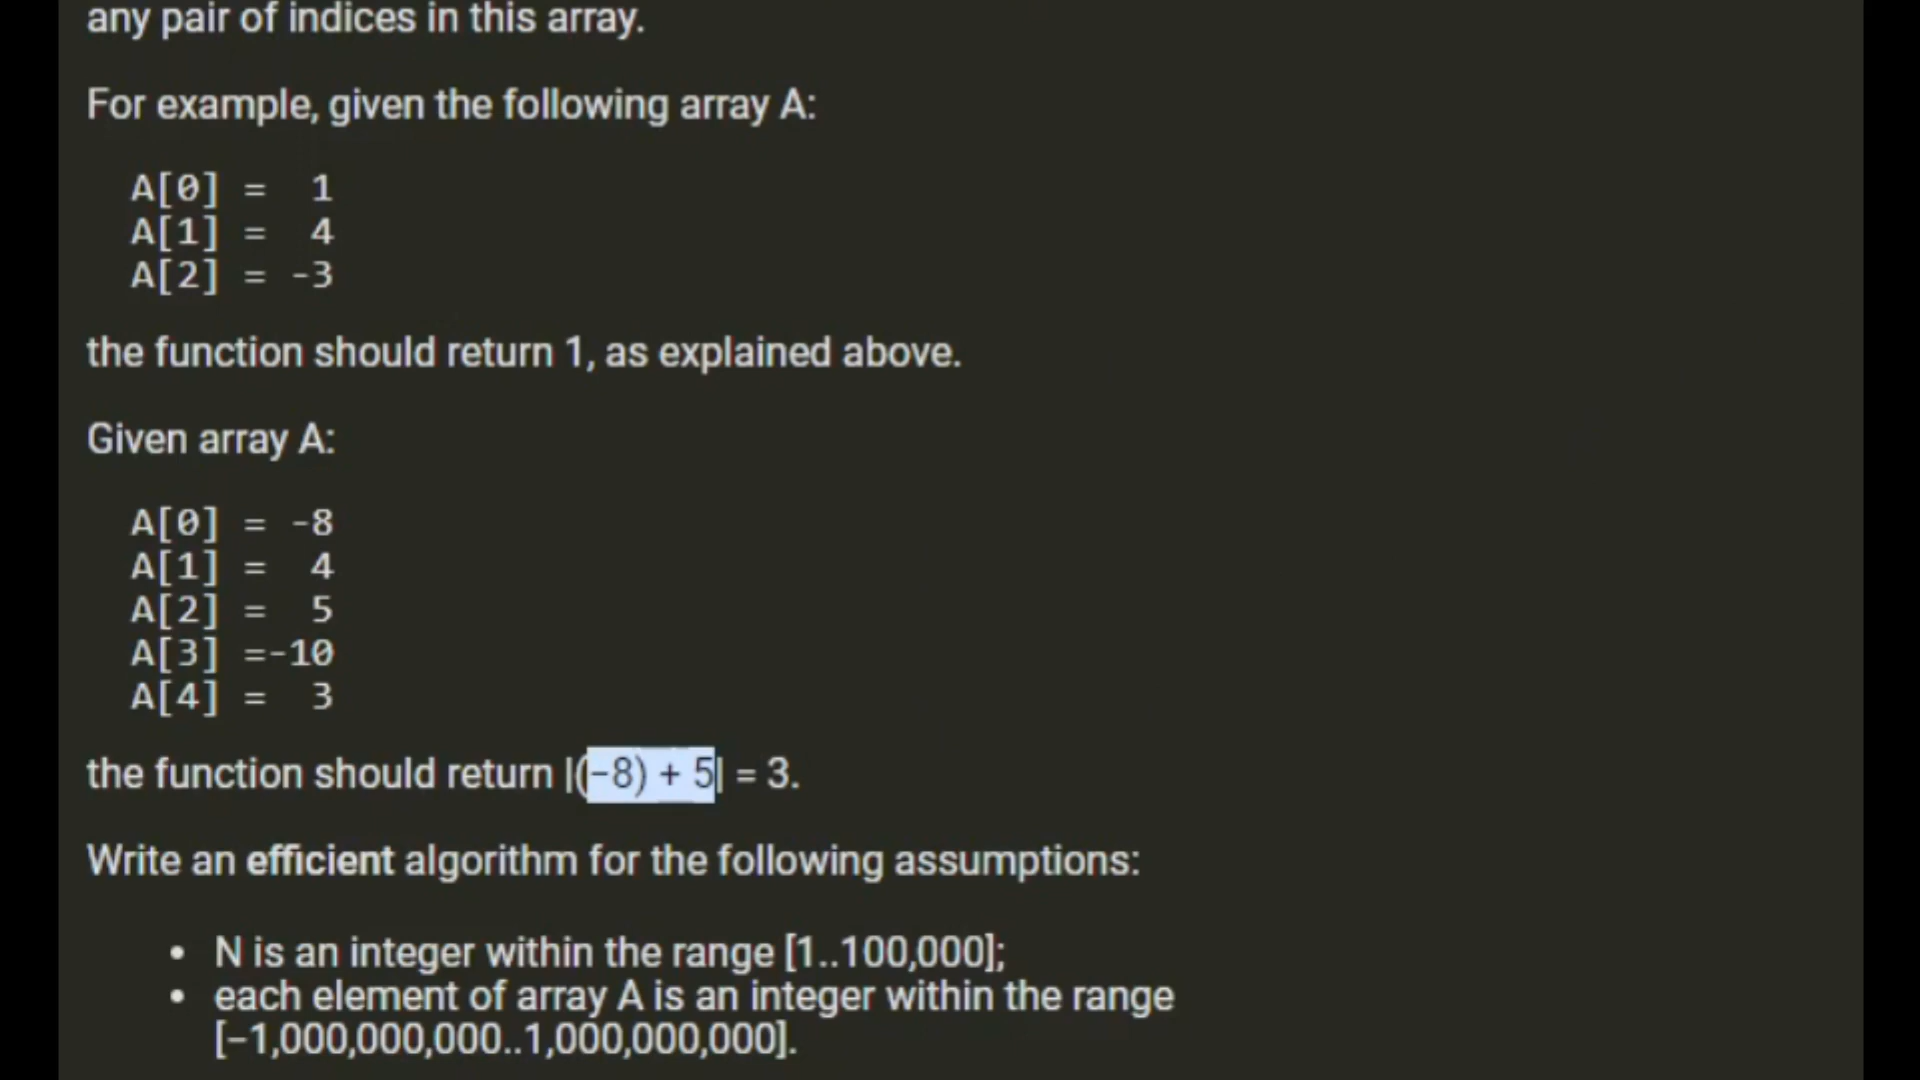 any pair of indices in this array.
For example, given the following array A:
A[0] = 1
A[1] = 4
A[2] = -3
the function should return 1, as explained above.
Given array A:
A[0] = -8
A[1] = 4
A[2] = 5
A[3] =-10
A[4] = 3
the function should return |(−8) + 5| = 3.
Write an efficient algorithm for the following assumptions:
• N is an integer within the range [1..100,000];
• each element of array A is an integer within the range
[−1,000,000,000..1,000,000,000].